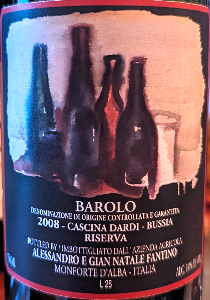 BAROLO
DENOMINAZIONE DI ORIGINE CONTROLLATA E GARANTITA
2008 - CASCINA DARDI - BUSSIA
RISERVA
BOTTLED BY / IMBOTTIGLIATO DALL'AZIENDA AGRICOLA
ALESSANDRO E GIAN NATALE FANTINO
MONFORTE D'ALBA - ITALIA
L 25